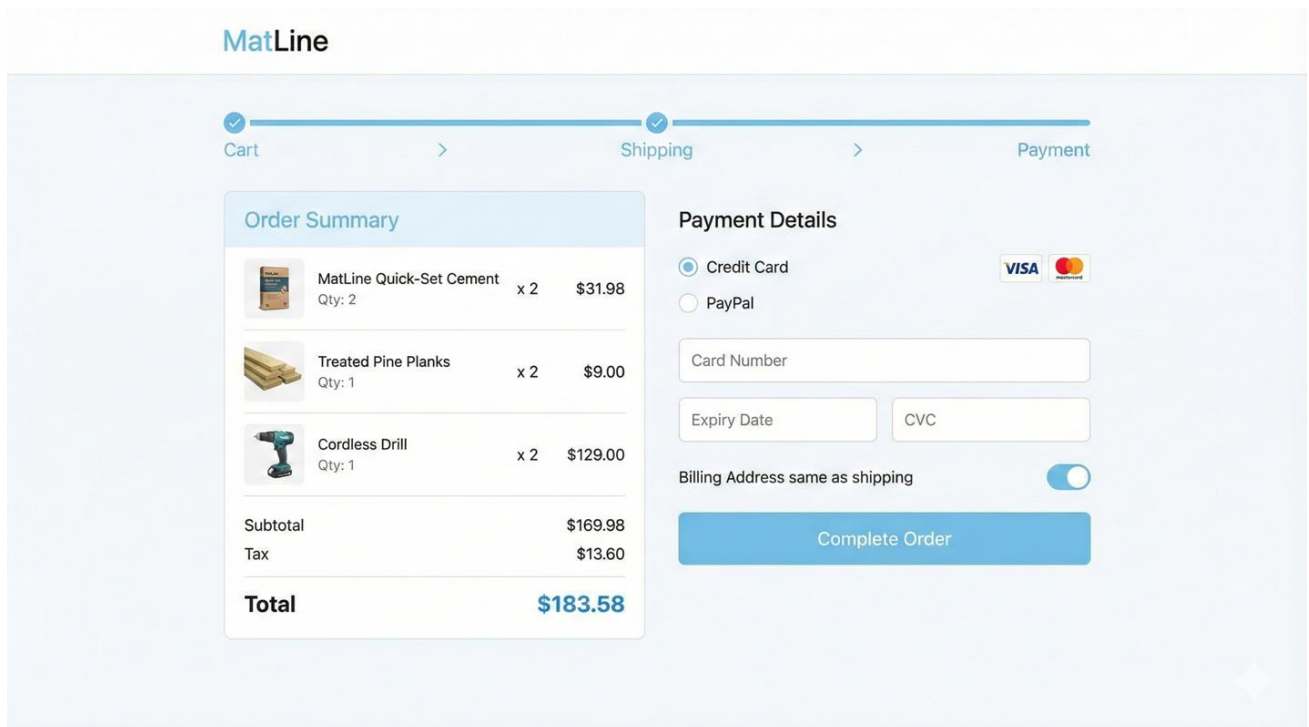 MatLine
Cart > Shipping > Payment
Order Summary
MatLine Quick-Set Cement
Qty: 2
x 2 $31.98
Treated Pine Planks
Qty: 1
x 2 $9.00
Cordless Drill
Qty: 1
x 2 $129.00
Subtotal $169.98
Tax $13.60
Total $183.58
Payment Details
Credit Card
VISA
mastercard
PayPal
Card Number
Expiry Date
CVC
Billing Address same as shipping
Complete Order